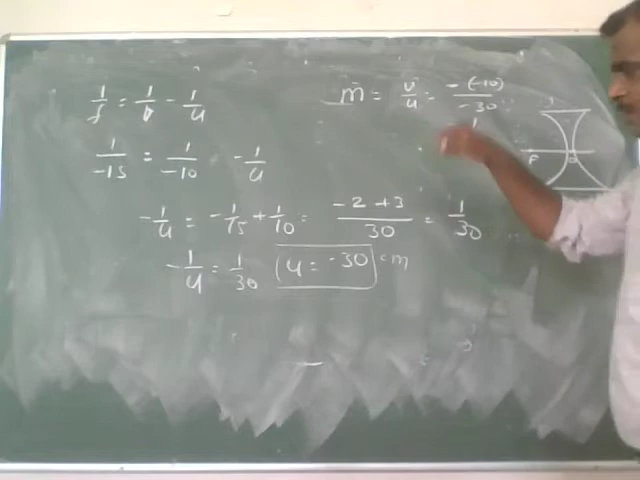 1/f = 1/v - 1/u
1/-15 = 1/-10 - 1/u
-1/u = -1/15 + 1/10 = -2+3/30 = 1/30
-1/u = 1/30 u = -30 cm
m = v/u = -(-10)/-30
F